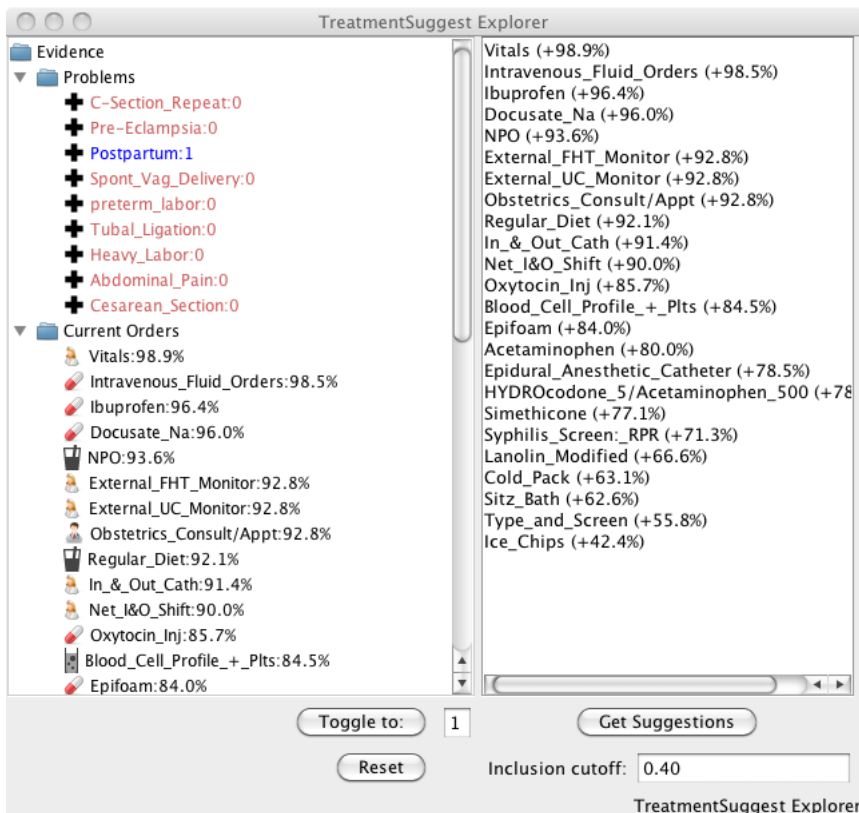 TreatmentSuggest Explorer
Evidence
Problems
C-Section_Repeat:0
Pre-Eclampsia:0
Postpartum:1
Spont_Vag_Delivery:0
preterm_labor:0
Tubal_Ligation:0
Heavy_Labor:0
Abdominal_Pain:0
Cesarean_Section:0
Current Orders
Vitals:98.9%
Intravenous_Fluid_Orders:98.5%
Ibuprofen:96.4%
Docusate_Na:96.0%
NPO:93.6%
External_FHT_Monitor:92.8%
External_UC_Monitor:92.8%
Obstetrics_Consult/Appt:92.8%
Regular_Diet:92.1%
In_&_Out_Cath:91.4%
Net_I&O_Shift:90.0%
Oxytocin_Inj:85.7%
Blood_Cell_Profile_+_Plts:84.5%
Epifoam:84.0%
Vitals (+98.9%)
Intravenous_Fluid_Orders (+98.5%)
Ibuprofen (+96.4%)
Docusate_Na (+96.0%)
NPO (+93.6%)
External_FHT_Monitor (+92.8%)
External_UC_Monitor (+92.8%)
Obstetrics_Consult/Appt (+92.8%)
Regular_Diet (+92.1%)
In_&_Out_Cath (+91.4%)
Net_I&O_Shift (+90.0%)
Oxytocin_Inj (+85.7%)
Blood_Cell_Profile_+_Plts (+84.5%)
Epifoam (+84.0%)
Acetaminophen (+80.0%)
Epidural_Anesthetic_Catheter (+78.5%)
HYDROcodone_5/Acetaminophen_500 (+78
Simethicone (+77.1%)
Syphilis_Screen:_RPR (+71.3%)
Lanolin_Modified (+66.6%)
Cold_Pack (+63.1%)
Sitz_Bath (+62.6%)
Type_and_Screen (+55.8%)
Ice_Chips (+42.4%)
Toggle to: 1
Get Suggestions
Reset
Inclusion cutoff: 0.40
TreatmentSuggest Explorer